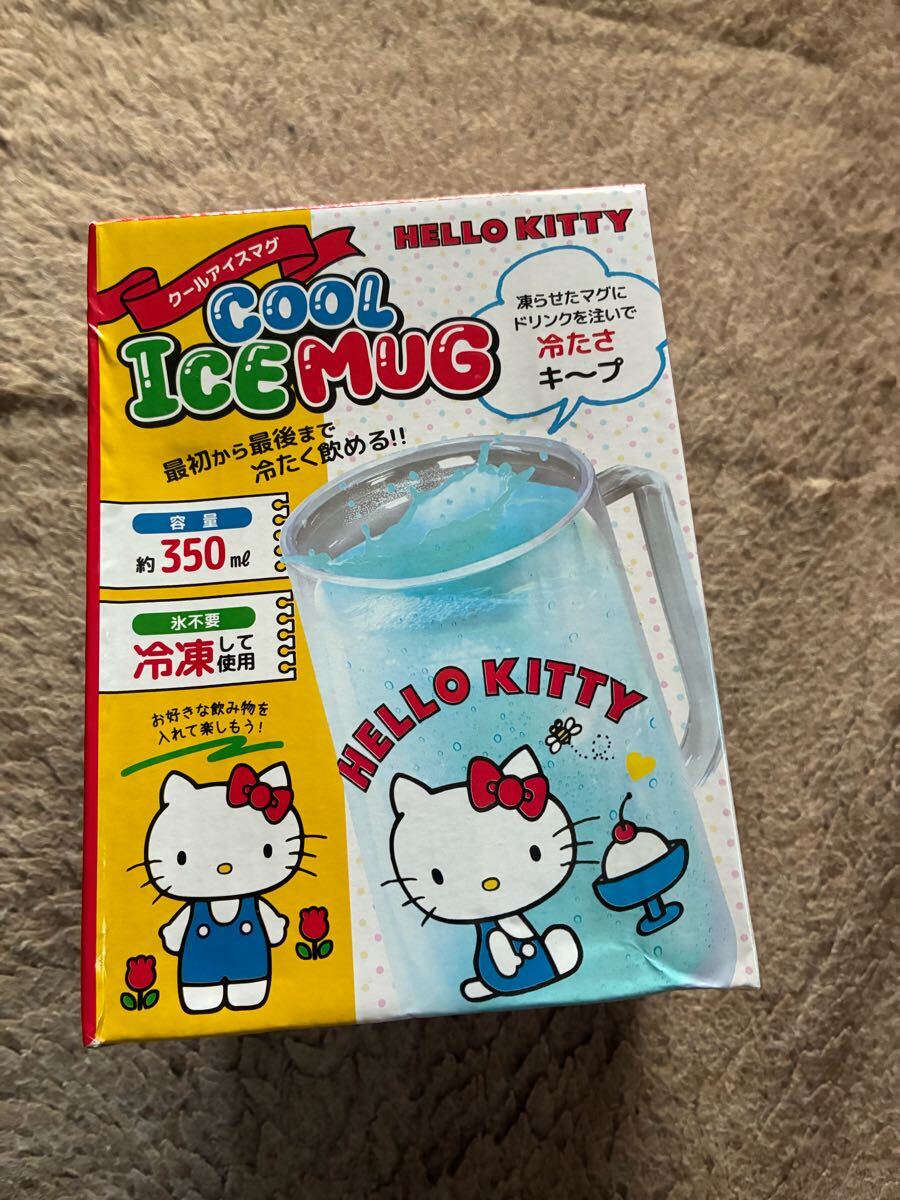 クールアイスマグ
COOL
ICE MUG
HELLO KITTY
凍らせたマグに
ドリンクを注いで
冷たさ
キ〜プ
最初から最後まで
冷たく飲める!!
容量
約350㎖
氷不要
冷凍して
使用
お好きな飲み物を
入れて楽しもう!
HELLO KITTY